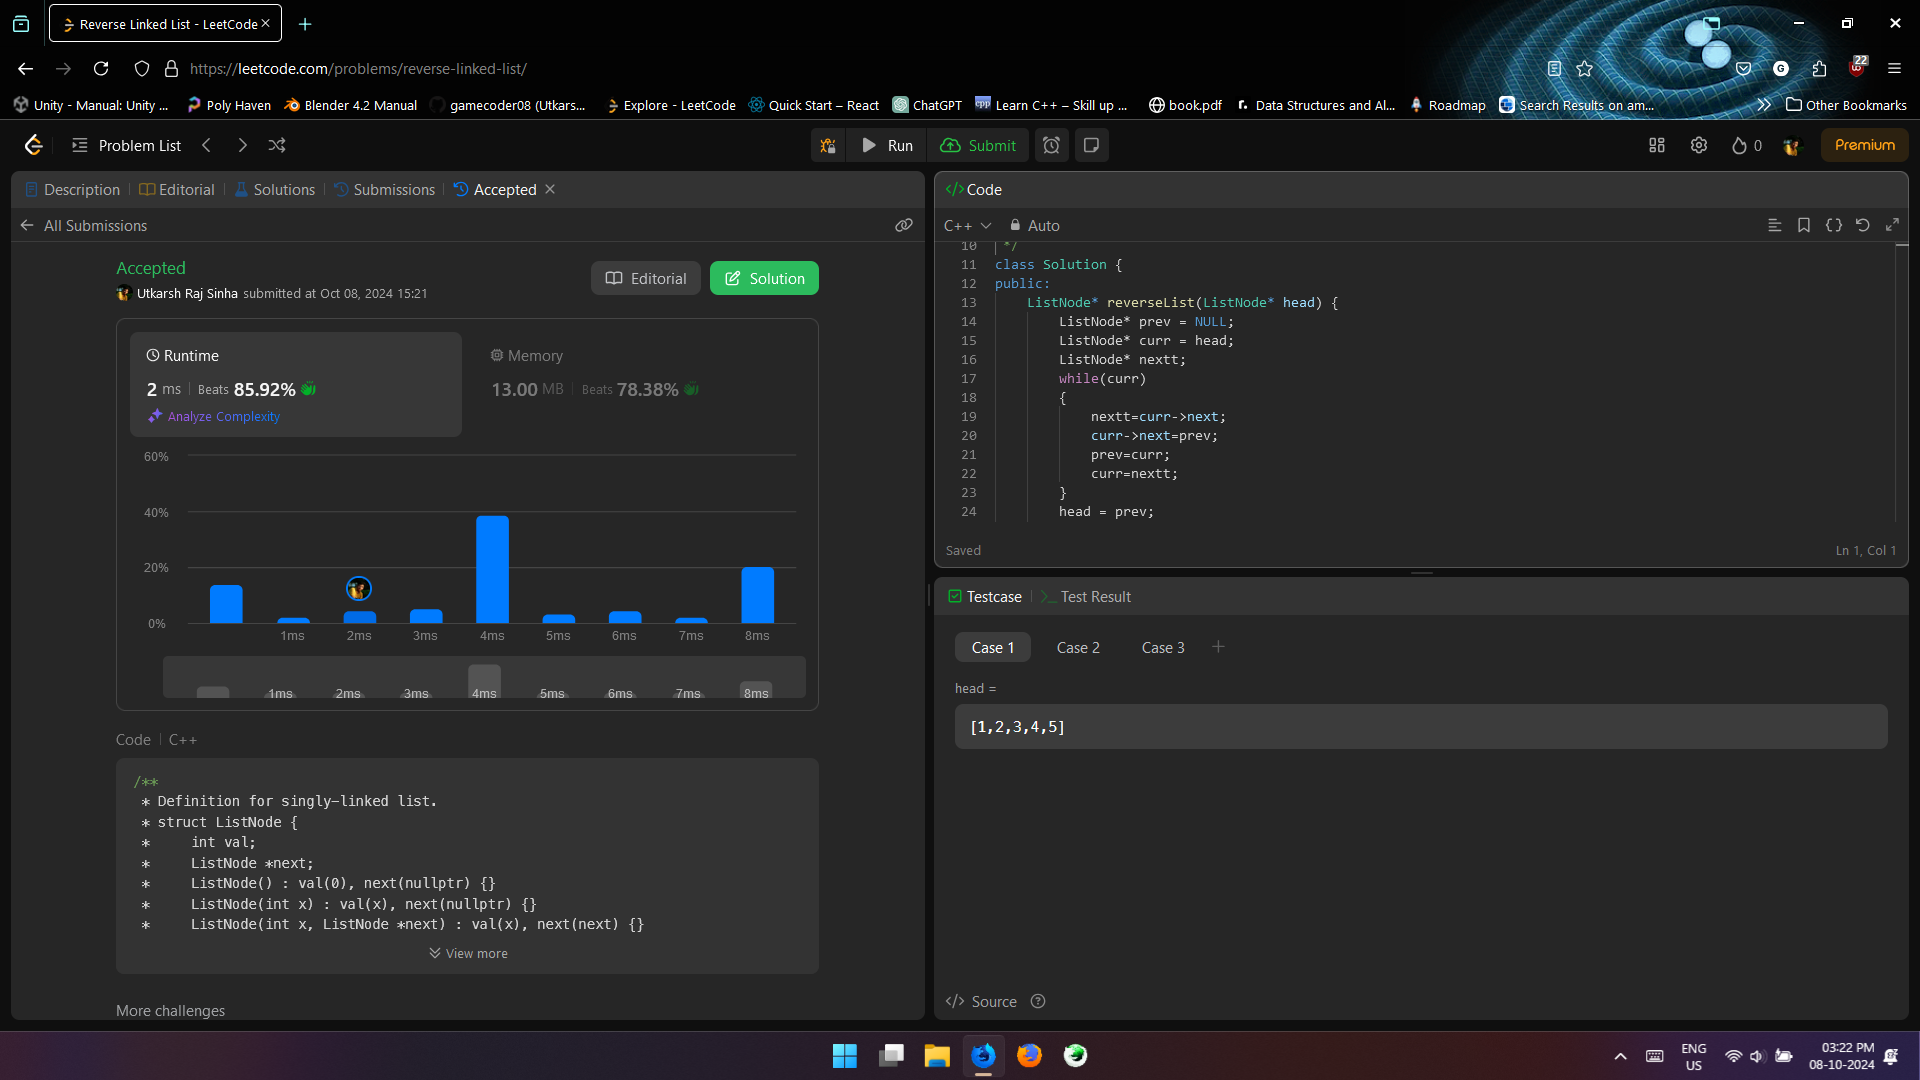 Reverse Linked List - LeetCode
https://leetcode.com/problems/reverse-linked-list/
22
Unity - Manual: Unity ...
Poly Haven
Blender 4.2 Manual
gamecoder08 (Utkars...
Explore - LeetCode
Quick Start – React
ChatGPT
Learn C++ – Skill up ...
book.pdf
Data Structures and Al...
Roadmap
Search Results on am...
Other Bookmarks
Problem List
Run
Submit
0
Premium
Description
Editorial
Solutions
Submissions
Accepted
All Submissions
Accepted
Utkarsh Raj Sinha submitted at Oct 08, 2024 15:21
Editorial
Solution
Runtime
2 ms
Beats 85.92%
Analyze Complexity
Memory
13.00 MB
Beats 78.38%
60%
40%
20%
0%
1ms
2ms
3ms
4ms
5ms
6ms
7ms
8ms
1ms
2ms
3ms
4ms
5ms
6ms
7ms
8ms
Code
C++
/**
* Definition for singly-linked list.
* struct ListNode {
*     int val;
*     ListNode *next;
*     ListNode() : val(0), next(nullptr) {}
*     ListNode(int x) : val(x), next(nullptr) {}
*     ListNode(int x, ListNode *next) : val(x), next(next) {}
View more
More challenges
</> Code
C++
Auto
10 */
11 class Solution {
12 public:
13     ListNode* reverseList(ListNode* head) {
14         ListNode* prev = NULL;
15         ListNode* curr = head;
16         ListNode* nextt;
17         while(curr)
18         {
19             nextt=curr->next;
20             curr->next=prev;
21             prev=curr;
22             curr=nextt;
23         }
24         head = prev;
Saved
Ln 1, Col 1
Testcase
Test Result
Case 1
Case 2
Case 3
head =
[1,2,3,4,5]
</> Source
ENG
US
03:22 PM
08-10-2024